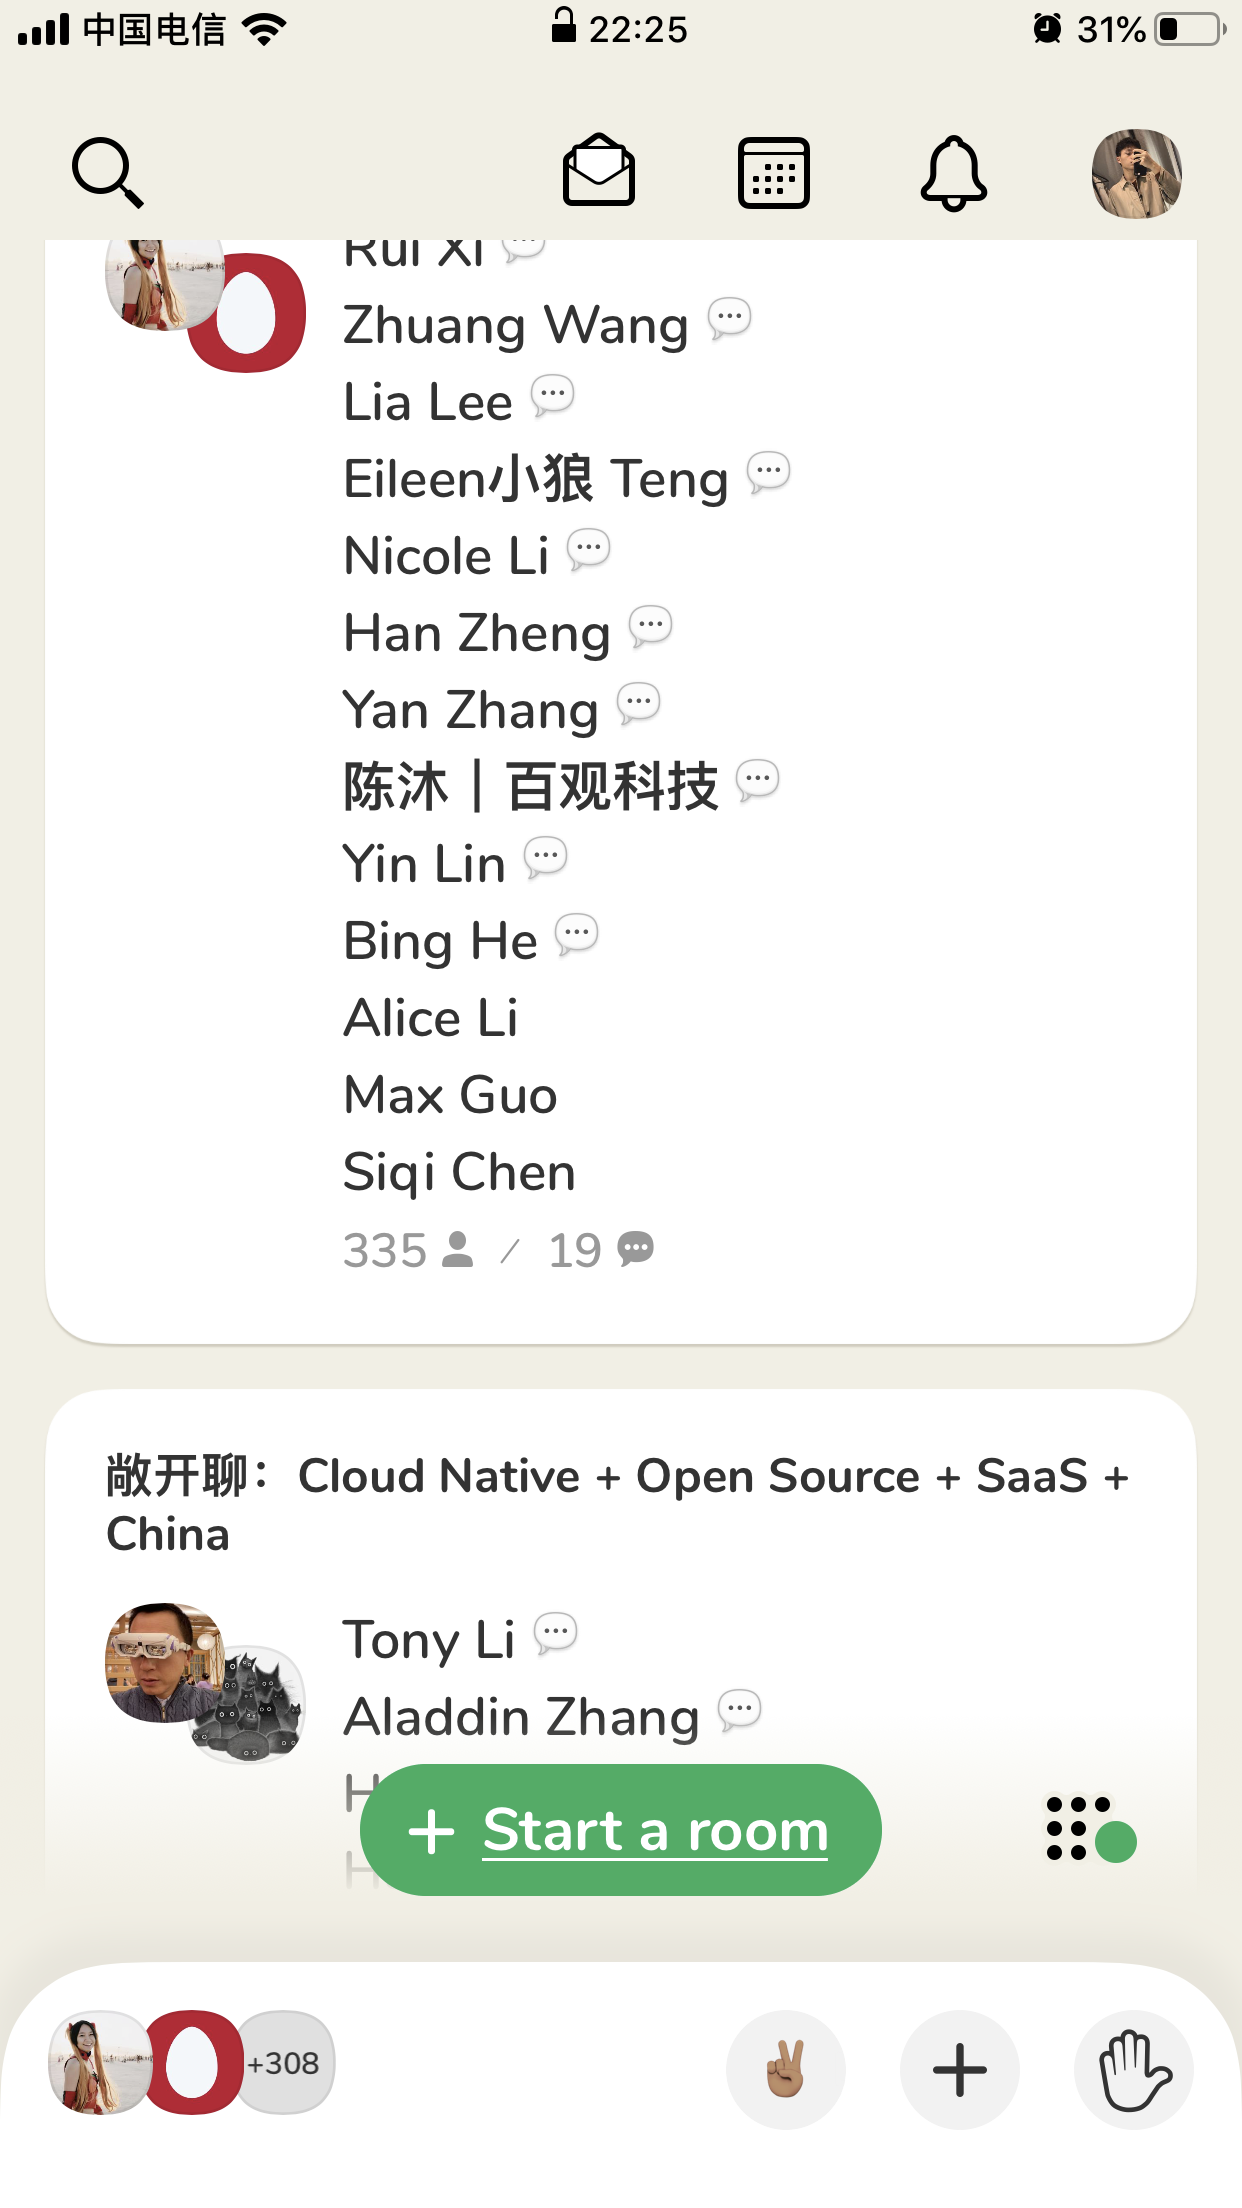 中国电信 22:25 31%
Rui Xi
Zhuang Wang
Lia Lee
Eileen小狼 Teng
Nicole Li
Han Zheng
Yan Zhang
陈沐｜百观科技
Yin Lin
Bing He
Alice Li
Max Guo
Siqi Chen
335 / 19
敞开聊：Cloud Native + Open Source + SaaS +
China
Tony Li
Aladdin Zhang
+ Start a room
+308